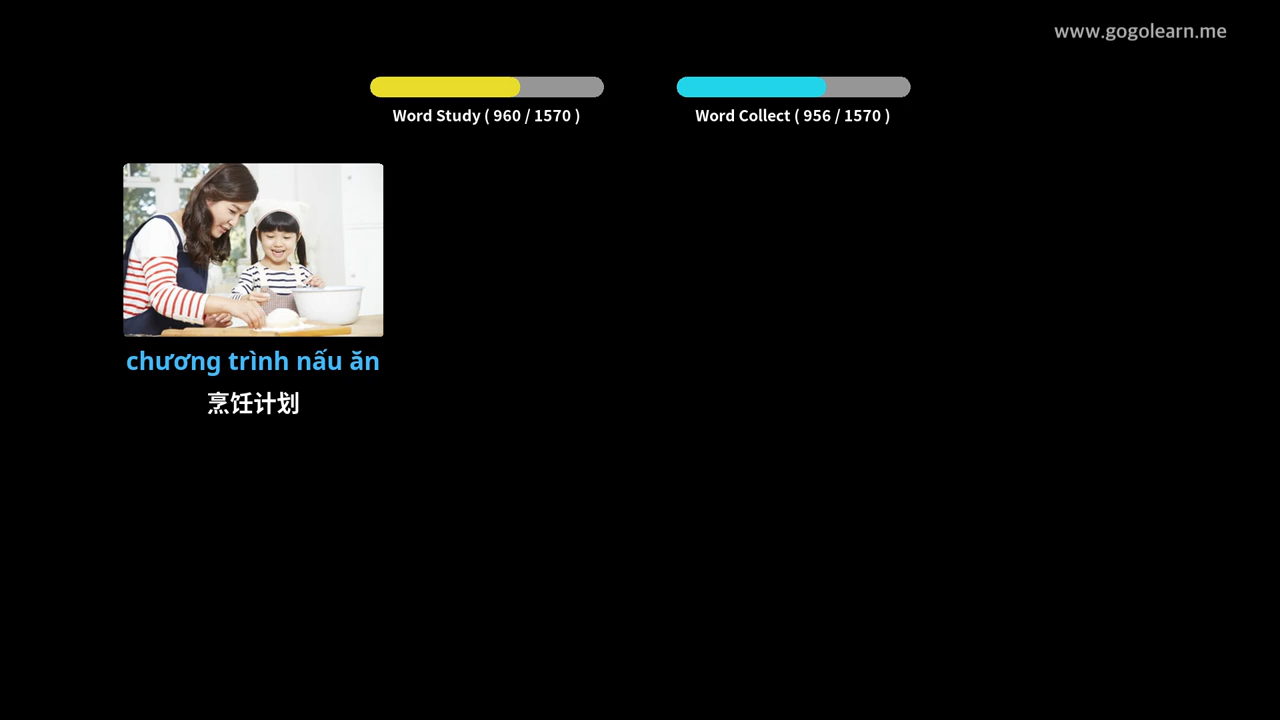 www.gogolearn.me
Word Study ( 960 / 1570 )
Word Collect ( 956 / 1570 )
chương trình nấu ăn
烹饪计划